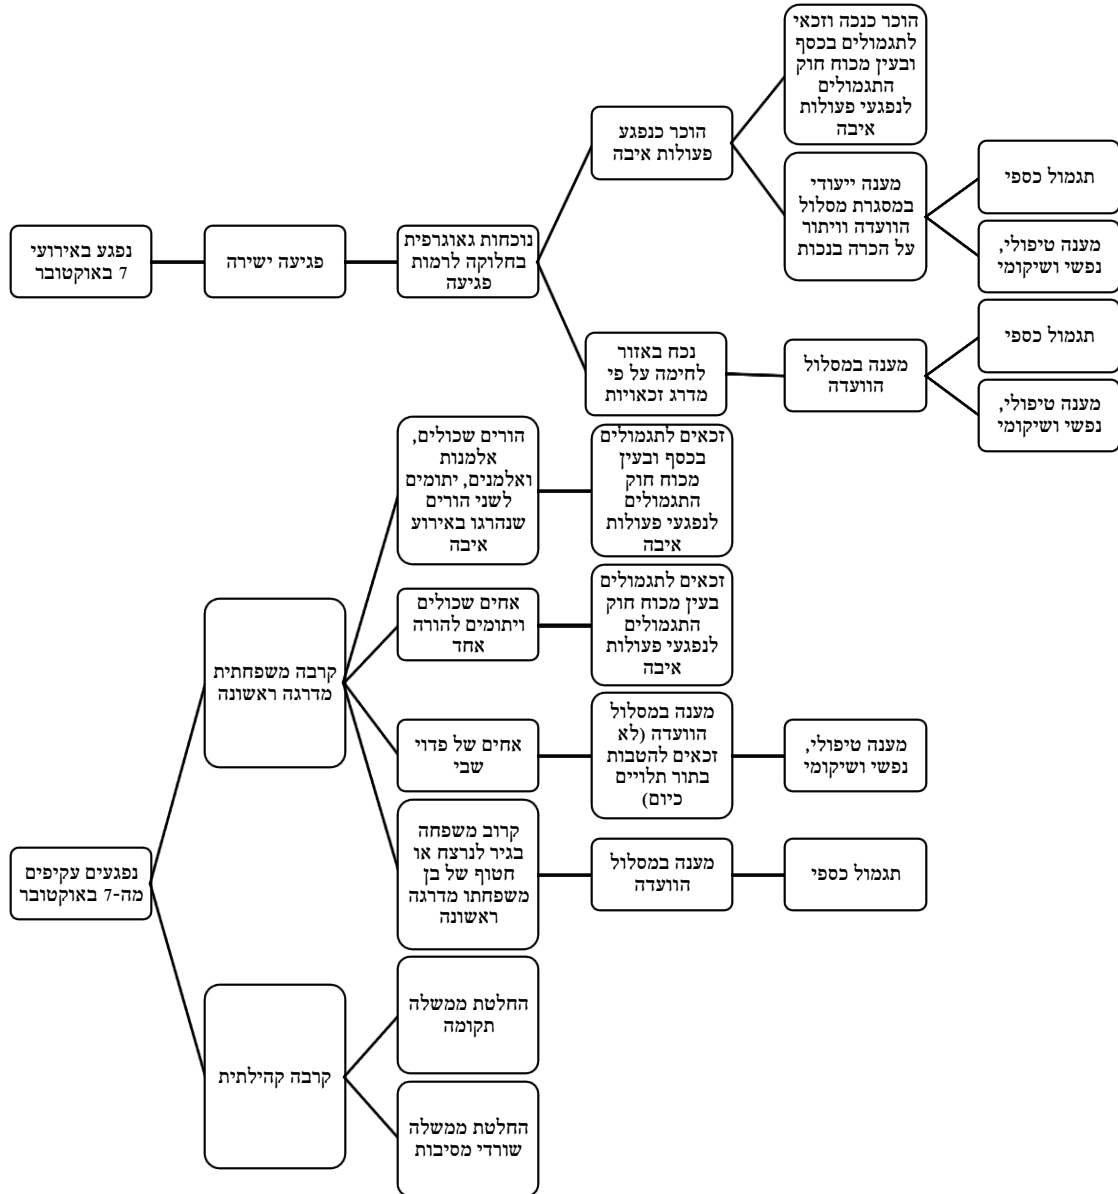 נפגע באירועי
7 באוקטובר
פגיעה ישירה
נוכחות גאוגרפית
בחלוקה לרמות
פגיעה
הוכר כנפגע
פעולות איבה
הוכר כנכה וזכאי
לתגמולים בכסף
ובעין מכוח חוק
התגמולים
לנפגעי פעולות
איבה
מענה ייעודי
במסגרת מסלול
הוועדה וויתור
על הכרה בנכות
תגמול כספי
מענה טיפולי,
נפשי ושיקומי
נכח באזור
לחימה על פי
מדרג זכאויות
מענה במסלול
הוועדה
תגמול כספי
מענה טיפולי,
נפשי ושיקומי
נפגעים עקיפים
מה-7 באוקטובר
קרבה משפחתית
מדרגה ראשונה
הורים שכולים,
אלמנות
ואלמנים, יתומים
לשני הורים
שנהרגו באירוע
איבה
זכאים לתגמולים
בכסף ובעין
מכוח חוק
התגמולים
לנפגעי פעולות
איבה
אחים שכולים
ויתומים להורה
אחד
זכאים לתגמולים
בעין מכוח חוק
התגמולים
לנפגעי פעולות
איבה
אחים של פדוי
שבי
מענה במסלול
הוועדה (לא
זכאים להטבות
בתור תלויים
כיום)
מענה טיפולי,
נפשי ושיקומי
קרוב משפחה
בגיר לנרצח או
חטוף של בן
משפחתו מדרגה
ראשונה
מענה במסלול
הוועדה
תגמול כספי
קרבה קהילתית
החלטת ממשלה
תקומה
החלטת ממשלה
שורדי מסיבות